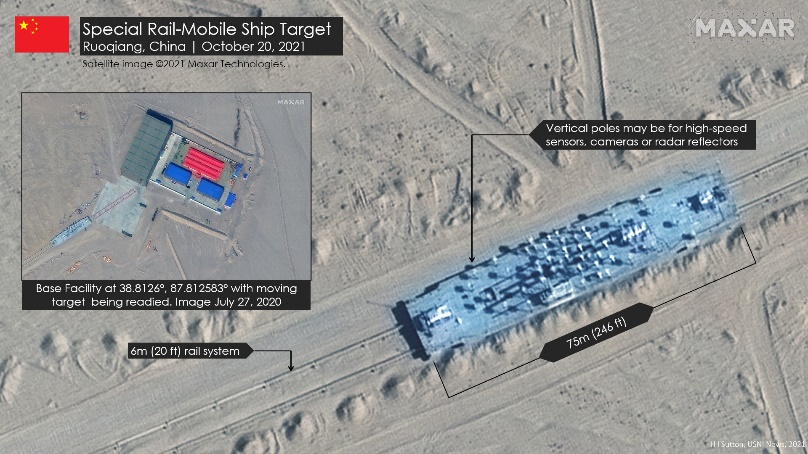 Special Rail-Mobile Ship Target
Ruoqiang, China | October 20, 2021
Satellite image ©2021 Maxar Technologies.
MAXAR
MAXAR
Vertical poles may be for high-speed
sensors, cameras or radar reflectors
Base Facility at 38.8126°, 87.812583° with moving
target being readied. Image July 27, 2020
6m (20 ft) rail system
75m (246 ft)
H I Sutton, USNI News, 2021